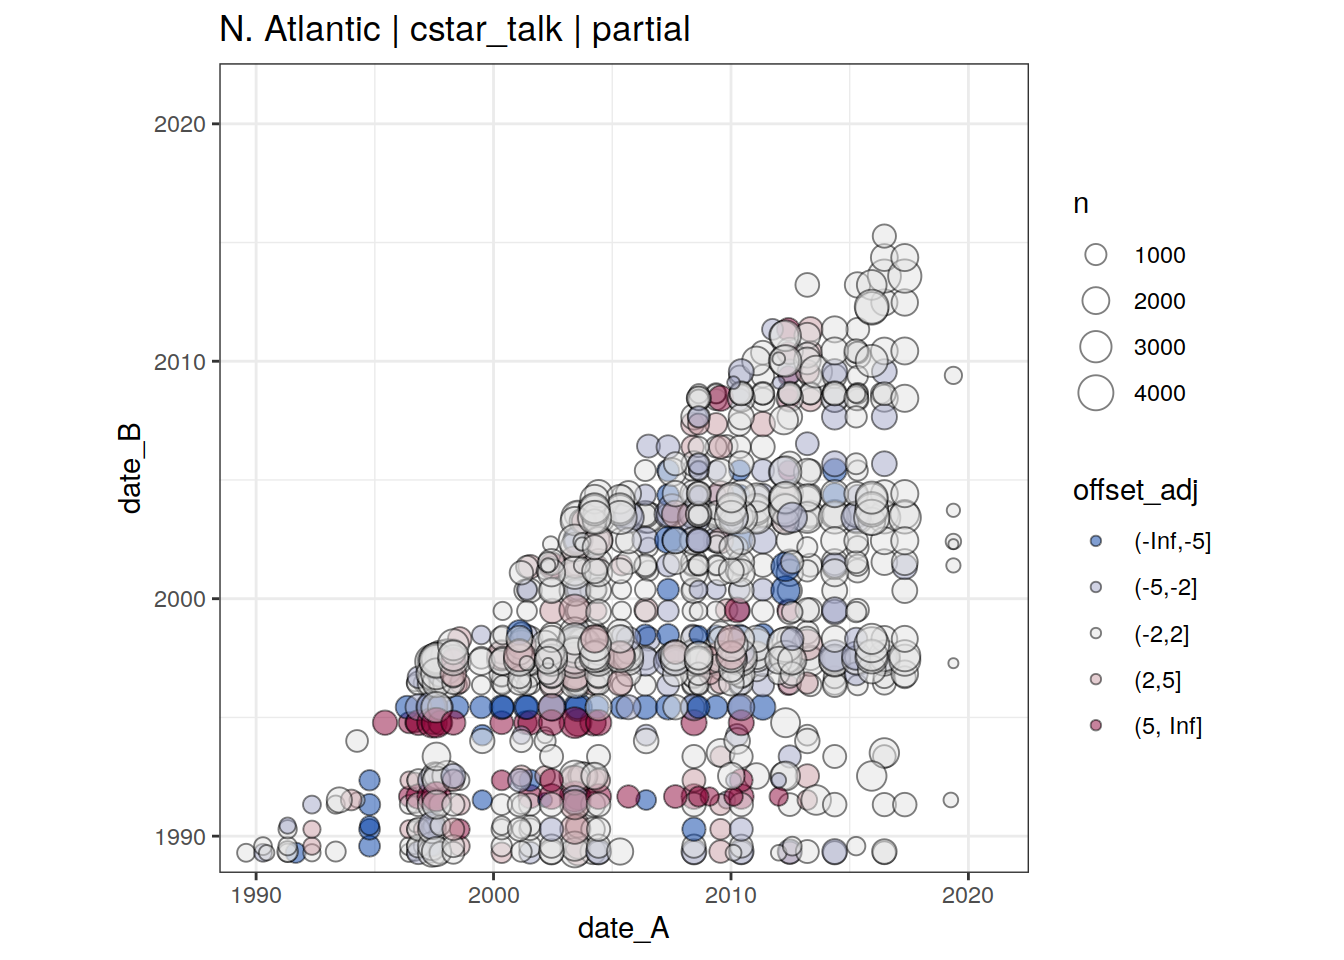 N. Atlantic | cstar_talk | partial
2020
2010
2000
1990
date_B
1990
2000
2010
2020
date_A
n
1000
2000
3000
4000
offset_adj
(-Inf,-5]
(-5,-2]
(-2,2]
(2,5]
(5, Inf]